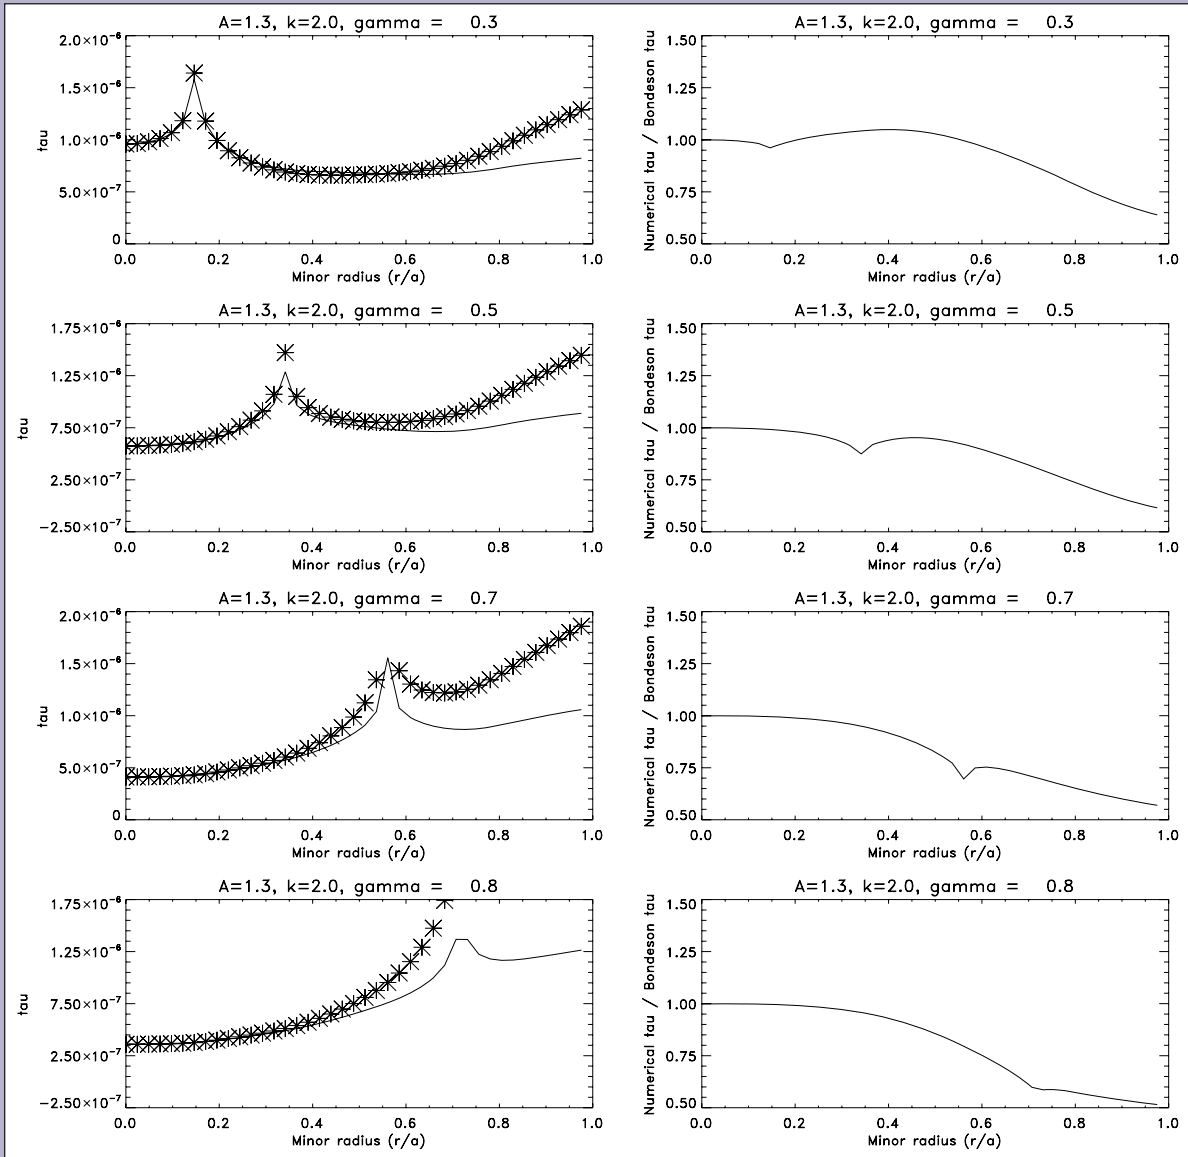 A=1.3, k=2.0, gamma = 0.3
2.0×10⁻⁶
1.5×10⁻⁶
1.0×10⁻⁶
5.0×10⁻⁷
0
tau
0.0 0.2 0.4 0.6 0.8 1.0
Minor radius (r/a)
A=1.3, k=2.0, gamma = 0.3
1.50
1.25
1.00
0.75
0.50
Numerical tau / Bondeson tau
0.0 0.2 0.4 0.6 0.8 1.0
Minor radius (r/a)
A=1.3, k=2.0, gamma = 0.5
1.75×10⁻⁶
1.25×10⁻⁶
7.50×10⁻⁷
2.50×10⁻⁷
−2.50×10⁻⁷
tau
0.0 0.2 0.4 0.6 0.8 1.0
Minor radius (r/a)
A=1.3, k=2.0, gamma = 0.5
1.50
1.25
1.00
0.75
0.50
Numerical tau / Bondeson tau
0.0 0.2 0.4 0.6 0.8 1.0
Minor radius (r/a)
A=1.3, k=2.0, gamma = 0.7
2.0×10⁻⁶
1.5×10⁻⁶
1.0×10⁻⁶
5.0×10⁻⁷
0
tau
0.0 0.2 0.4 0.6 0.8 1.0
Minor radius (r/a)
A=1.3, k=2.0, gamma = 0.7
1.50
1.25
1.00
0.75
0.50
Numerical tau / Bondeson tau
0.0 0.2 0.4 0.6 0.8 1.0
Minor radius (r/a)
A=1.3, k=2.0, gamma = 0.8
1.75×10⁻⁶
1.25×10⁻⁶
7.50×10⁻⁷
2.50×10⁻⁷
−2.50×10⁻⁷
tau
0.0 0.2 0.4 0.6 0.8 1.0
Minor radius (r/a)
A=1.3, k=2.0, gamma = 0.8
1.50
1.25
1.00
0.75
0.50
Numerical tau / Bondeson tau
0.0 0.2 0.4 0.6 0.8 1.0
Minor radius (r/a)